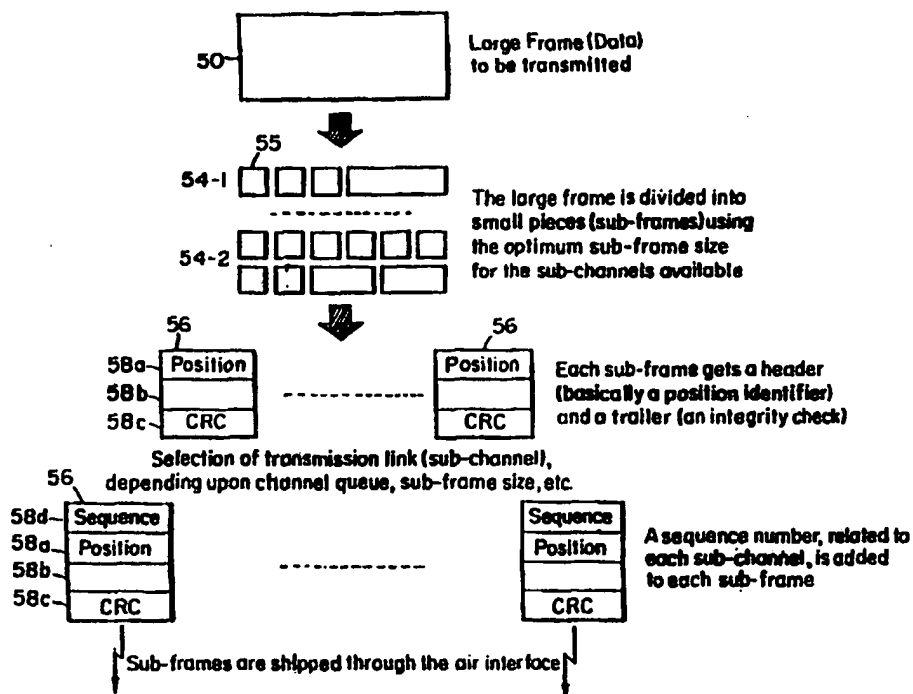 50
Large Frame (Data)
to be transmitted
55
54-1
54-2
The large frame is divided into
small pieces (sub-frames) using
the optimum sub-frame size
for the sub-channels available
56
56
58a
Position
Position
58b
58c
CRC
CRC
Each sub-frame gets a header
(basically a position identifier)
and a trailer (an integrity check)
Selection of transmission link (sub-channel),
depending upon channel queue, sub-frame size, etc.
56
58d
Sequence
Sequence
58a
Position
Position
58b
58c
CRC
CRC
A sequence number, related to
each sub-channel, is added
to each sub-frame
Sub-frames are shipped through the air interface